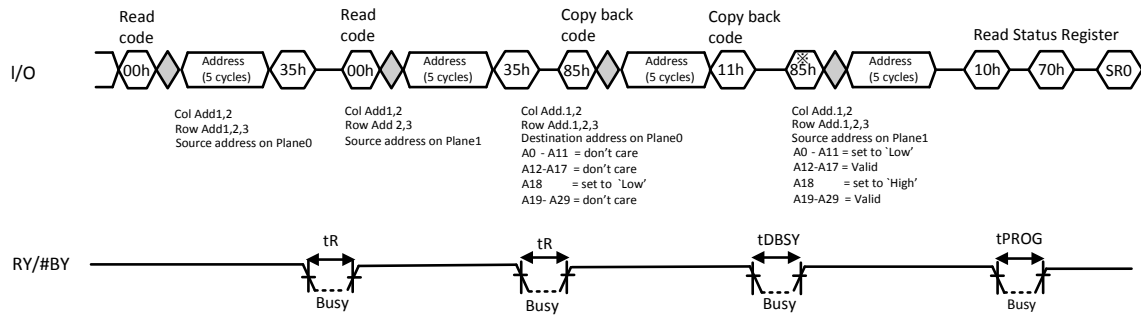 Read
code
Read
code
Copy back
code
Copy back
code
Read Status Register
I/O
00h
Address
(5 cycles)
35h
00h
Address
(5 cycles)
35h
85h
Address
(5 cycles)
11h
※
85h
Address
(5 cycles)
10h
70h
SR0
Col Add1,2
Row Add1,2,3
Source address on Plane0
Col Add1,2
Row Add 2,3
Source address on Plane1
Col Add.1,2
Row Add.1,2,3
Destination address on Plane0
A0 - A11 = don't care
A12-A17 = don't care
A18 = set to `Low'
A19- A29 = don't care
Col Add.1,2
Row Add.1,2,3
Source address on Plane1
A0 - A11 = set to `Low'
A12-A17 = Valid
A18 = set to `High'
A19- A29 = Valid
tR
tR
tDBSY
tPROG
RY/#BY
Busy
Busy
Busy
Busy